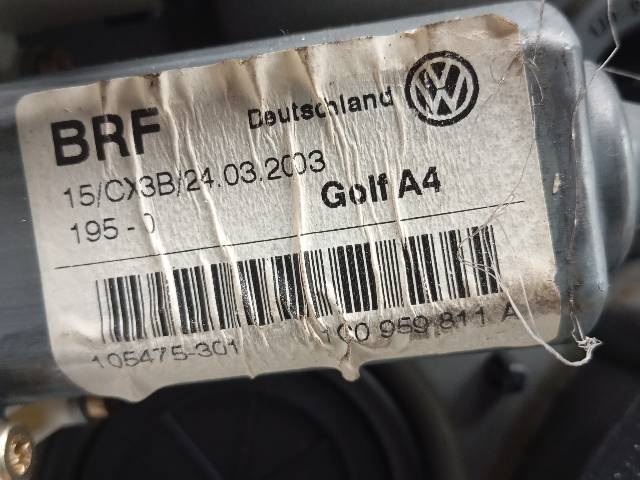 BRF
Deutschland
15/CX3B/24.03.2003
Golf A4
195 - 0
105475-301
1C0 959 811 A